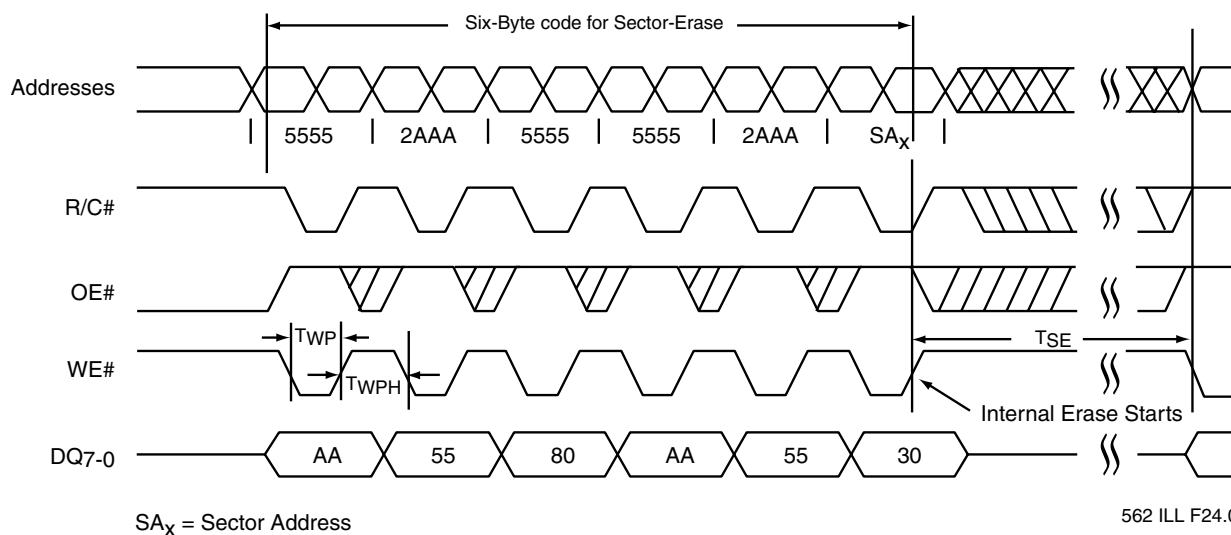 Six-Byte code for Sector-Erase
Addresses
5555 2AAA 5555 5555 2AAA SAX
R/C#
OE#
TWP
TSE
WE#
TWPH
Internal Erase Starts
DQ7-0
AA 55 80 AA 55 30
SAX = Sector Address
562 ILL F24.